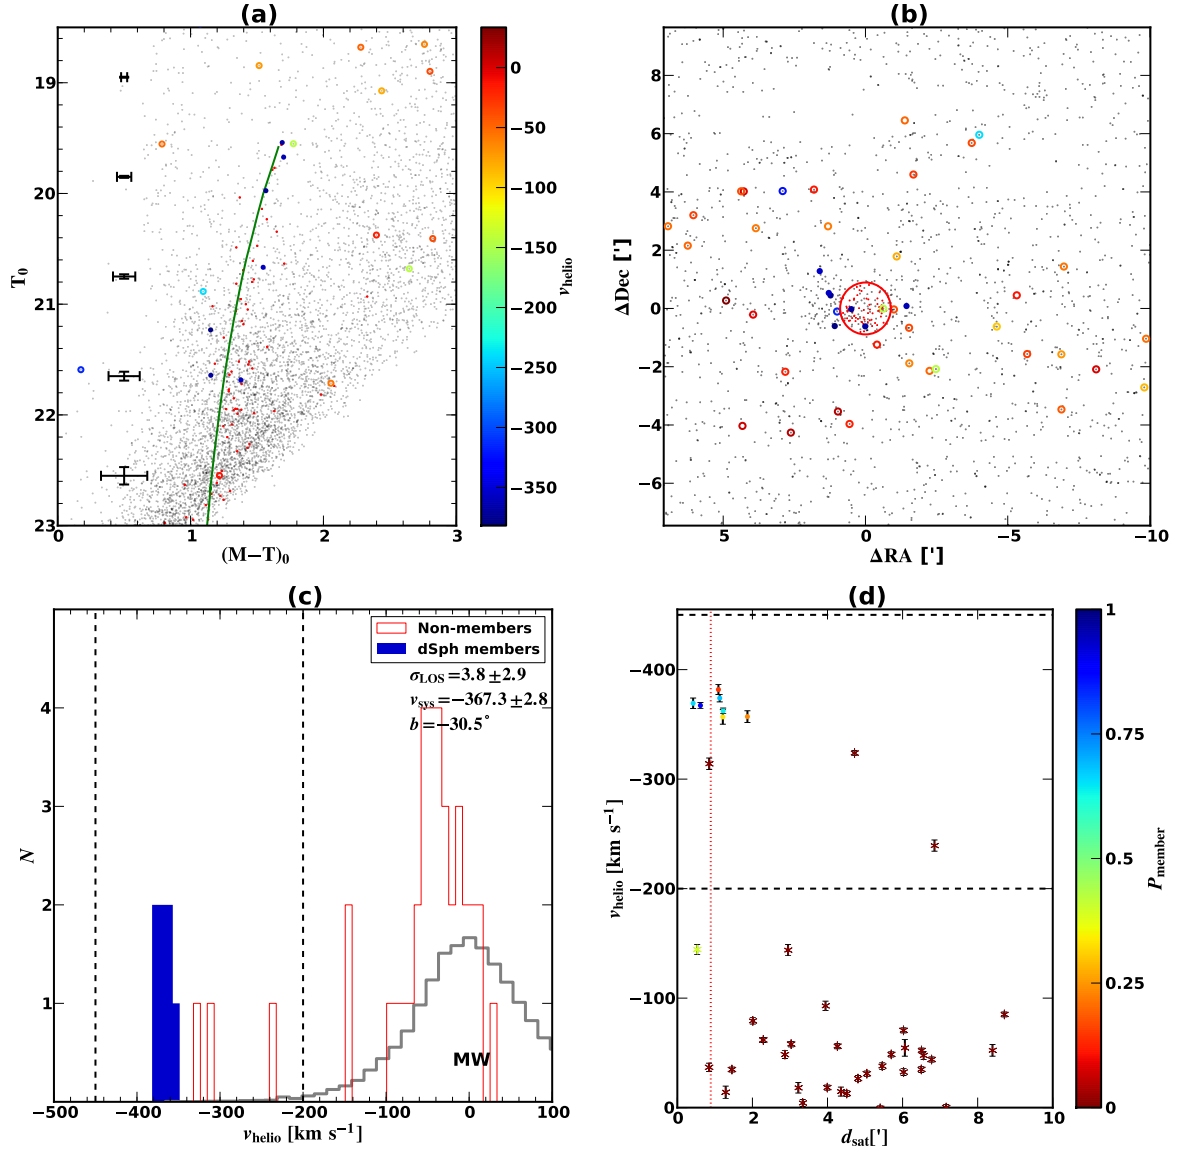 (a)
19
20
21
22
23
T0
0
1
2
3
(M−T)0
0
−50
−100
−150
−200
−250
−300
−350
vhelio
(b)
8
6
4
2
0
−2
−4
−6
ΔDec [']
5
0
−5
−10
ΔRA [']
(c)
Non-members
dSph members
σLOS=3.8±2.9
vsys=−367.3±2.8
b=−30.5°
MW
4
3
2
1
N
−500
−400
−300
−200
−100
0
100
vhelio [km s−1]
(d)
−400
−300
−200
−100
0
vhelio [km s−1]
0
2
4
6
8
10
dsat[']
1
0.75
0.5
0.25
0
Pmember